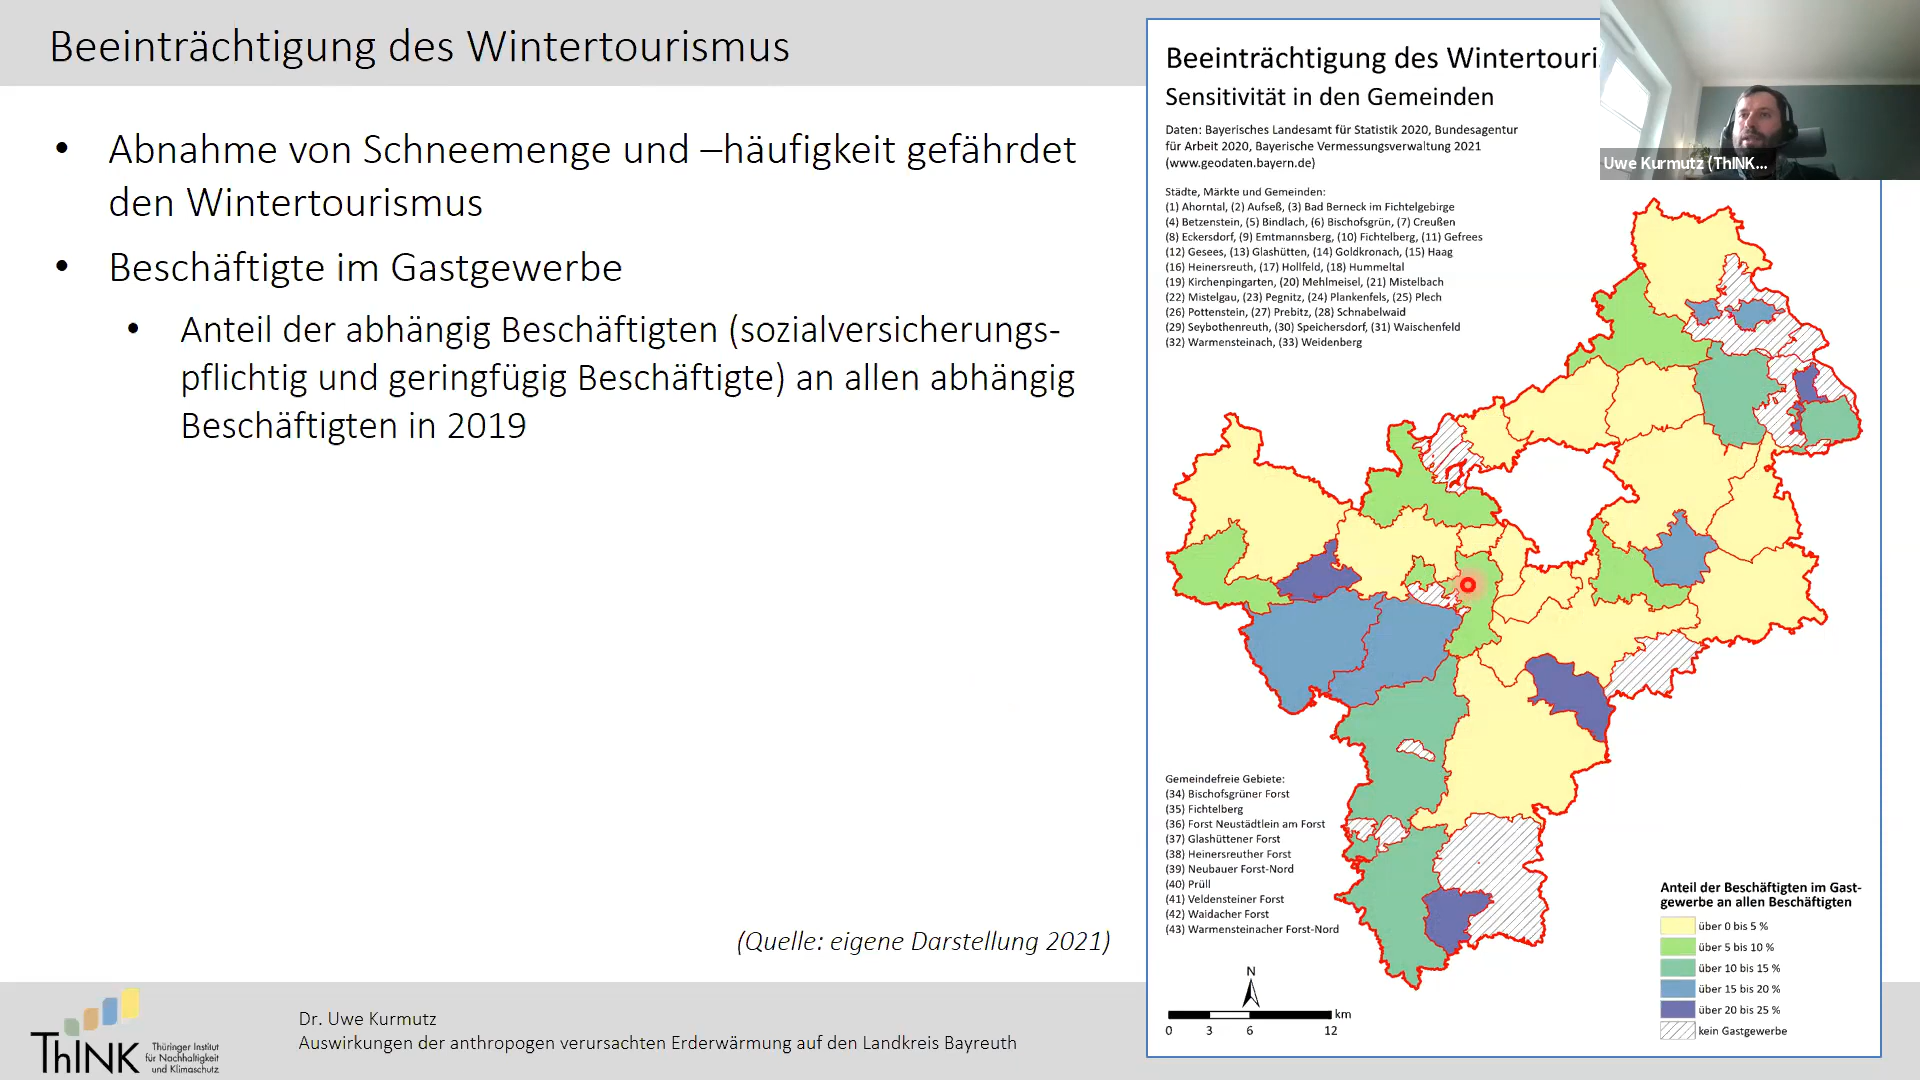 Beeinträchtigung des Wintertourismus
• Abnahme von Schneemenge und –häufigkeit gefährdet
den Wintertourismus
• Beschäftigte im Gastgewerbe
• Anteil der abhängig Beschäftigten (sozialversicherungs-
pflichtig und geringfügig Beschäftigte) an allen abhängig
Beschäftigten in 2019
(Quelle: eigene Darstellung 2021)
Beeinträchtigung des Wintertouri
Sensitivität in den Gemeinden
Daten: Bayerisches Landesamt für Statistik 2020, Bundesagentur
für Arbeit 2020, Bayerische Vermessungsverwaltung 2021
(www.geodaten.bayern.de)
Städte, Märkte und Gemeinden:
(1) Ahorntal, (2) Aufseß, (3) Bad Berneck im Fichtelgebirge
(4) Betzenstein, (5) Bindlach, (6) Bischofsgrün, (7) Creußen
(8) Eckersdorf, (9) Emtmannsberg, (10) Fichtelberg, (11) Gefrees
(12) Gesees, (13) Glashütten, (14) Goldkronach, (15) Haag
(16) Heinersreuth, (17) Hollfeld, (18) Hummeltal
(19) Kirchenpingarten, (20) Mehlmeisel, (21) Mistelbach
(22) Mistelgau, (23) Pegnitz, (24) Plankenfels, (25) Plech
(26) Pottenstein, (27) Prebitz, (28) Schnabelwaid
(29) Seybothenreuth, (30) Speichersdorf, (31) Waischenfeld
(32) Warmensteinach, (33) Weidenberg
Uwe Kurmutz (ThINK...
Gemeindefreie Gebiete:
(34) Bischofsgrüner Forst
(35) Fichtelberg
(36) Forst Neustädtlein am Forst
(37) Glashüttener Forst
(38) Heinersreuther Forst
(39) Neubauer Forst-Nord
(40) Prüll
(41) Veldensteiner Forst
(42) Waidacher Forst
(43) Warmensteinacher Forst-Nord
N
km
0 3 6 12
Anteil der Beschäftigten im Gast-
gewerbe an allen Beschäftigten
über 0 bis 5 %
über 5 bis 10 %
über 10 bis 15 %
über 15 bis 20 %
über 20 bis 25 %
kein Gastgewerbe
ThINK
Thüringer Institut
für Nachhaltigkeit
und Klimaschutz
Dr. Uwe Kurmutz
Auswirkungen der anthropogen verursachten Erderwärmung auf den Landkreis Bayreuth